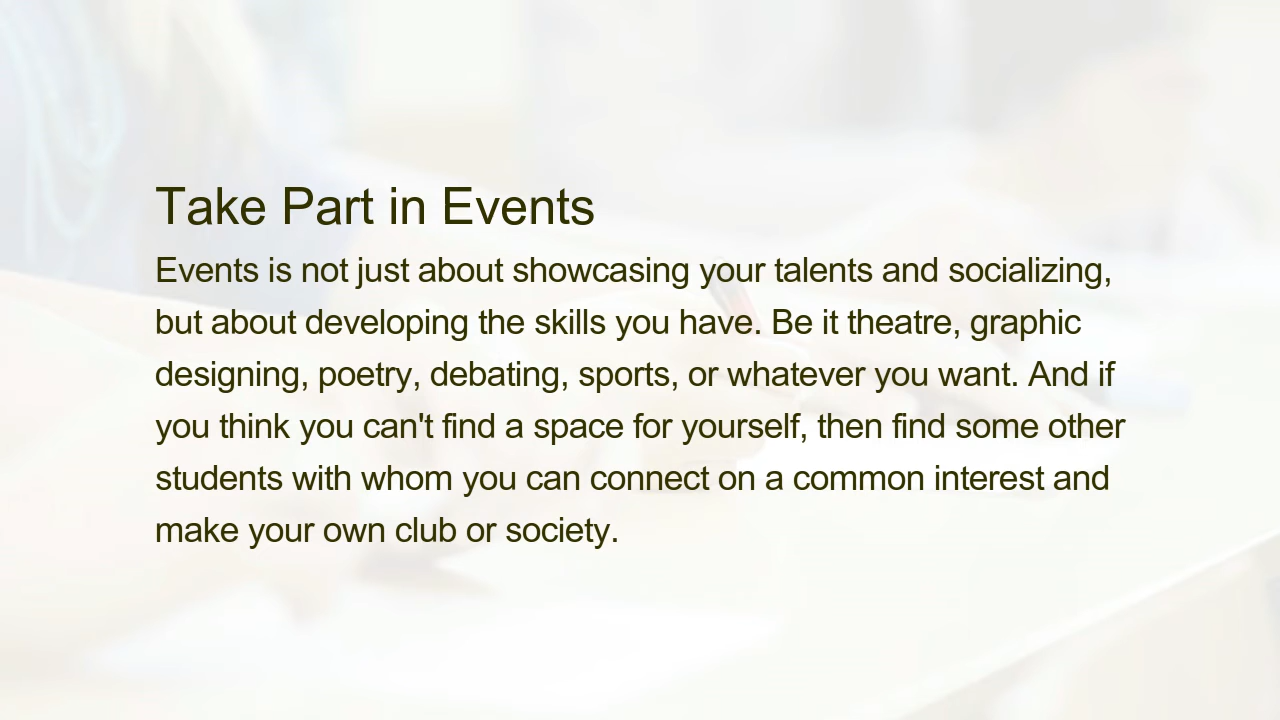 Take Part in Events
Events is not just about showcasing your talents and socializing,
but about developing the skills you have. Be it theatre, graphic
designing, poetry, debating, sports, or whatever you want. And if
you think you can't find a space for yourself, then find some other
students with whom you can connect on a common interest and
make your own club or society.